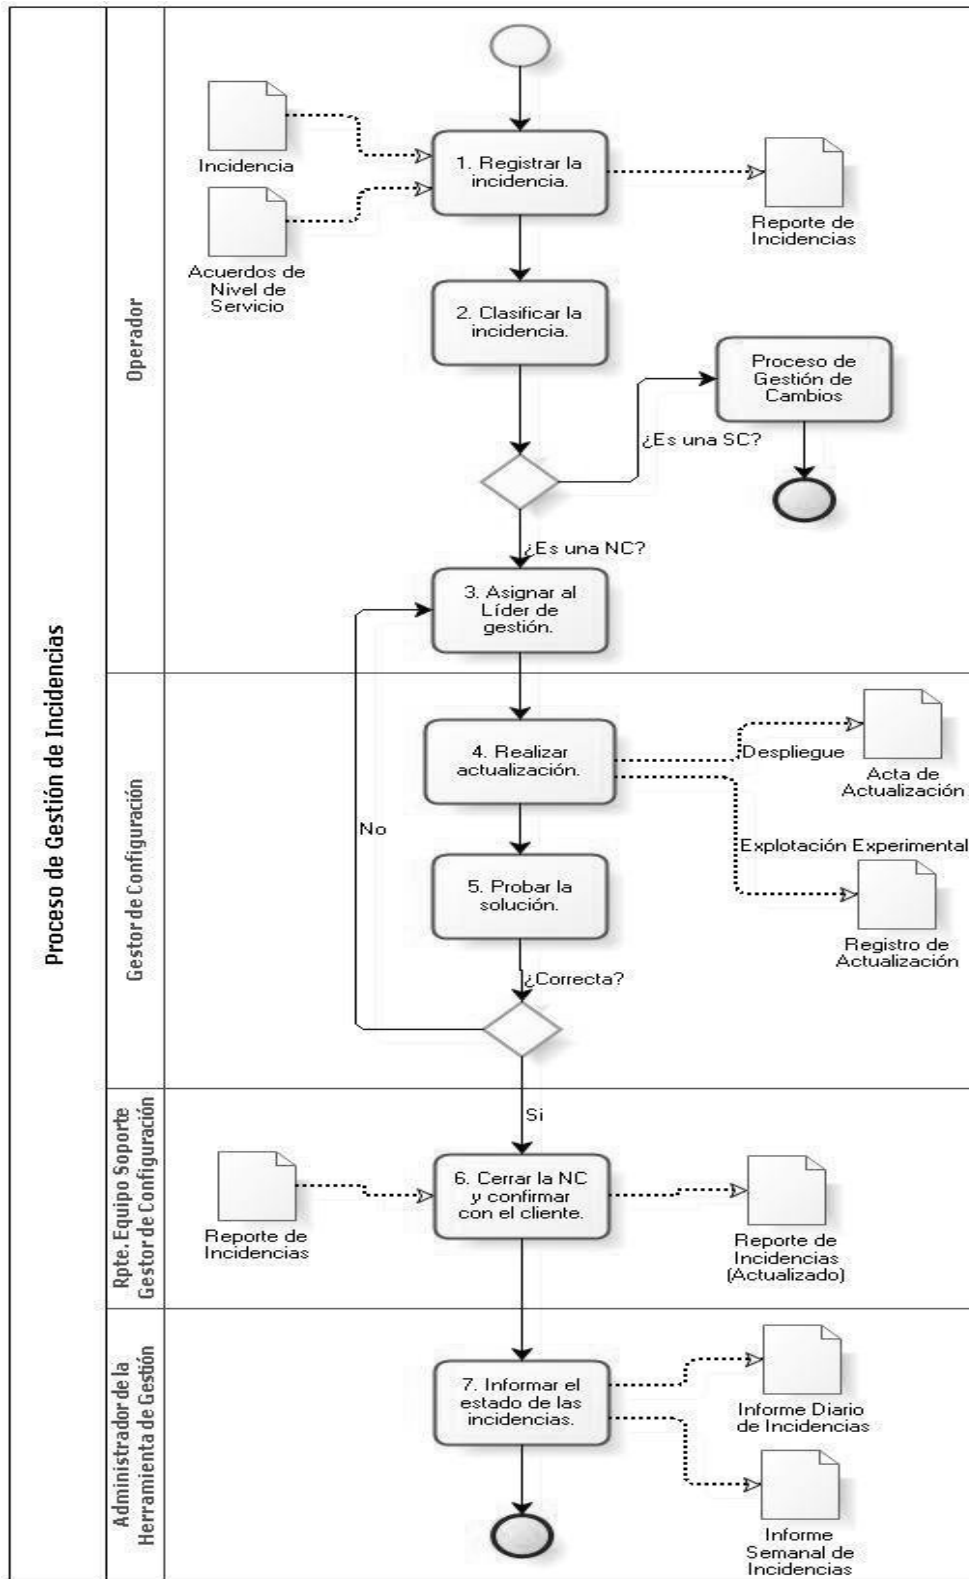 Proceso de Gestión de Incidencias
Operador
Incidencia
Acuerdos de
Nivel de
Servicio
1. Registrar la
incidencia.
Reporte de
Incidencias
2. Clasificar la
incidencia.
Proceso de
Gestión de
Cambios
¿Es una SC?
¿Es una NC?
3. Asignar al
Líder de
gestión.
Gestor de Configuración
4. Realizar
actualización.
Despliegue
Acta de
Actualización
Explotación Experimental
Registro de
Actualización
No
5. Probar la
solución.
¿Correcta?
Rpte. Equipo Soporte
Gestor de Configuración
Si
Reporte de
Incidencias
6. Cerrar la NC
y confirmar
con el cliente.
Reporte de
Incidencias
(Actualizado)
Administrador de la
Herramienta de Gestión
7. Informar el
estado de las
incidencias.
Informe Diario
de Incidencias
Informe
Semanal de
Incidencias